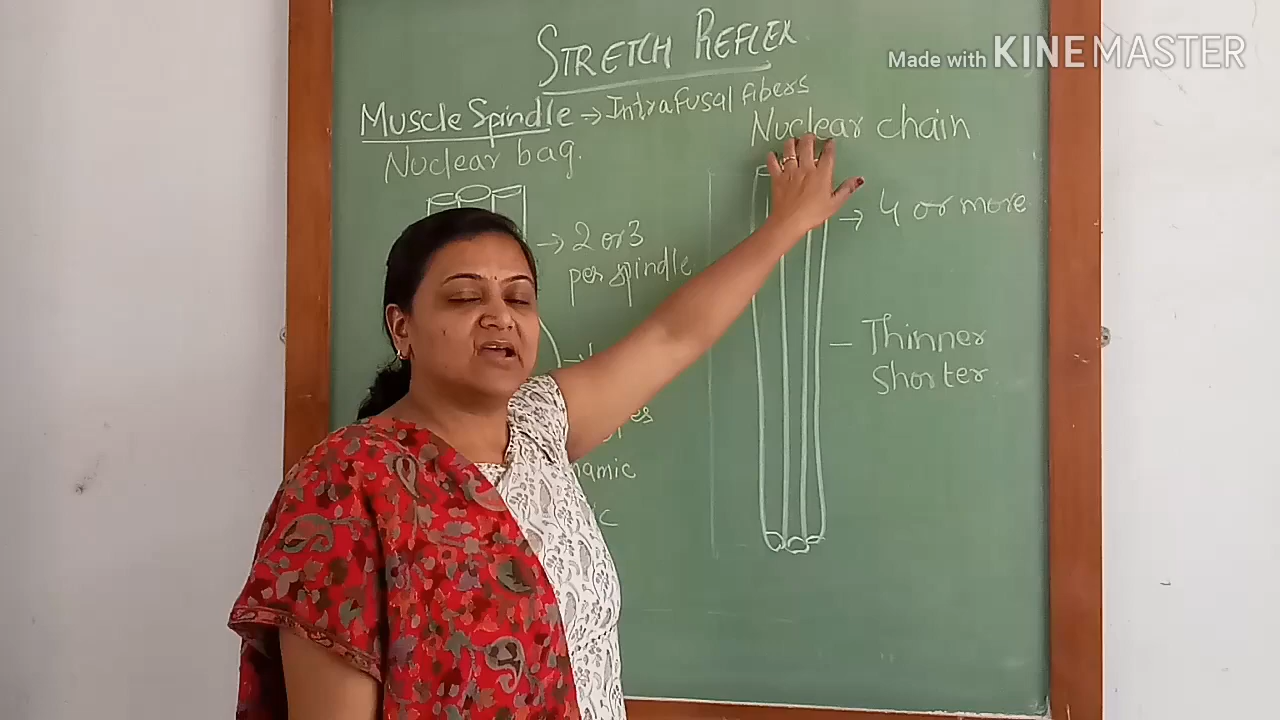 STRETCH REFLEX
Made with KINEMASTER
Muscle Spindle → Intrafusal fibers
Nuclear bag.
Nuclear chain
→ 2 or 3
per spindle
→ 4 or more
– Thinner
Shorter